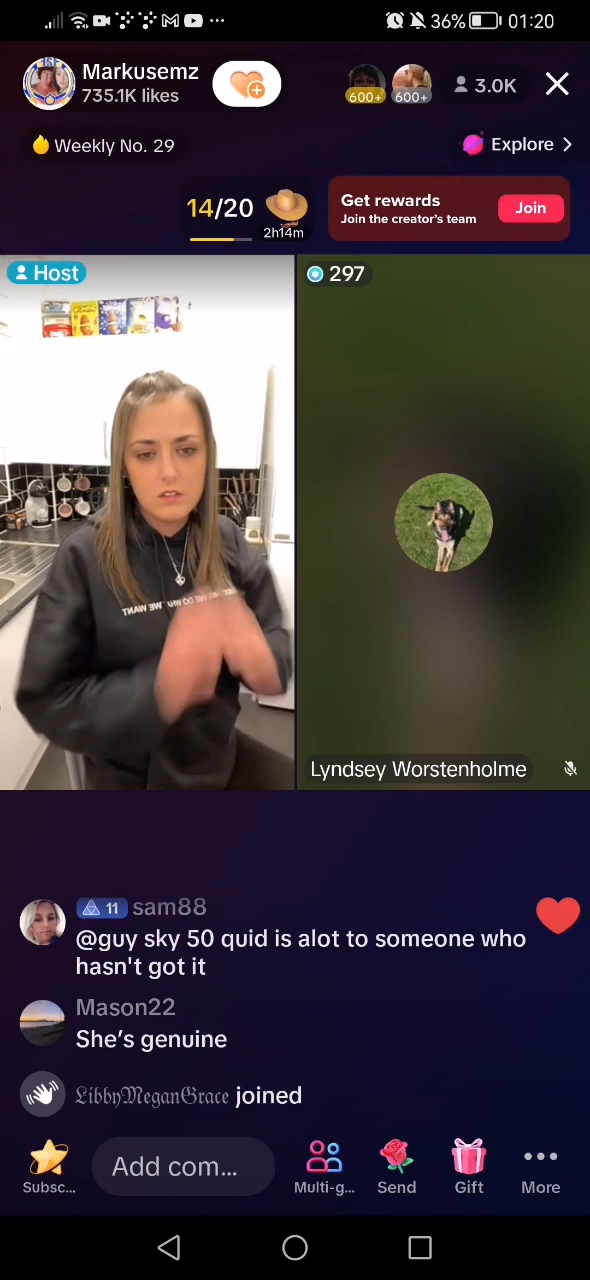 36% 01:20
Markusemz
735.1K likes
600+ 600+ 3.0K
Weekly No. 29
Explore
14/20
2h14m
Get rewards
Join the creator's team
Join
Host
297
WE WANT
Lyndsey Worstenholme
11 sam88
@guy sky 50 quid is alot to someone who
hasn't got it
Mason22
She's genuine
𝔏𝔦𝔟𝔟𝔶𝔐𝔢𝔤𝔞𝔫𝔊𝔯𝔞𝔠𝔢 joined
Add com...
Subsc... Multi-g... Send Gift More